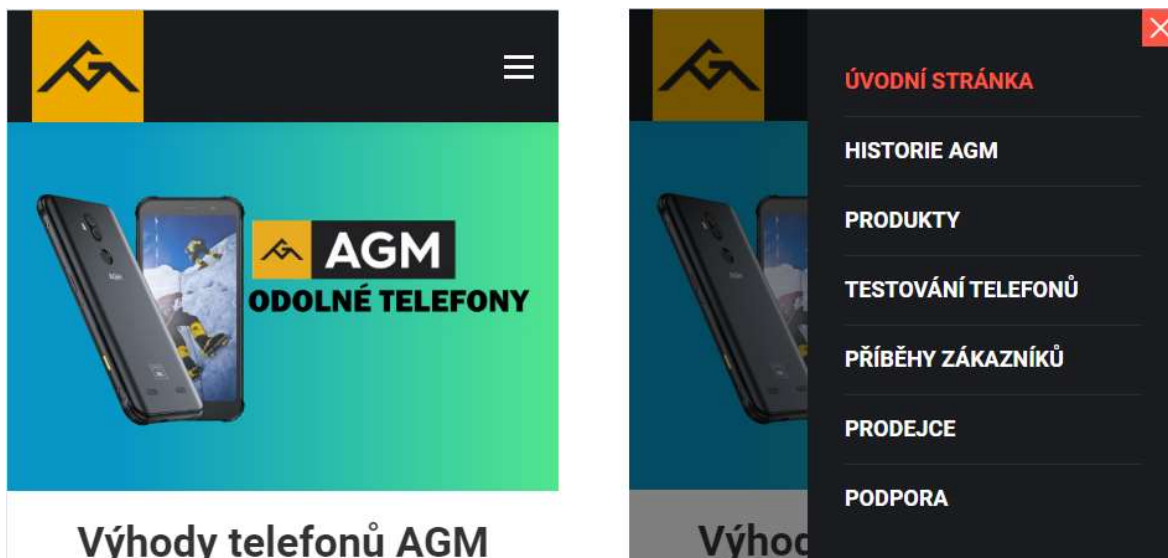 AGM
ODOLNÉ TELEFONY
Výhody telefonů AGM
ÚVODNÍ STRÁNKA
HISTORIE AGM
PRODUKTY
TESTOVÁNÍ TELEFONŮ
PŘÍBĚHY ZÁKAZNÍKŮ
PRODEJCE
PODPORA
Výhod